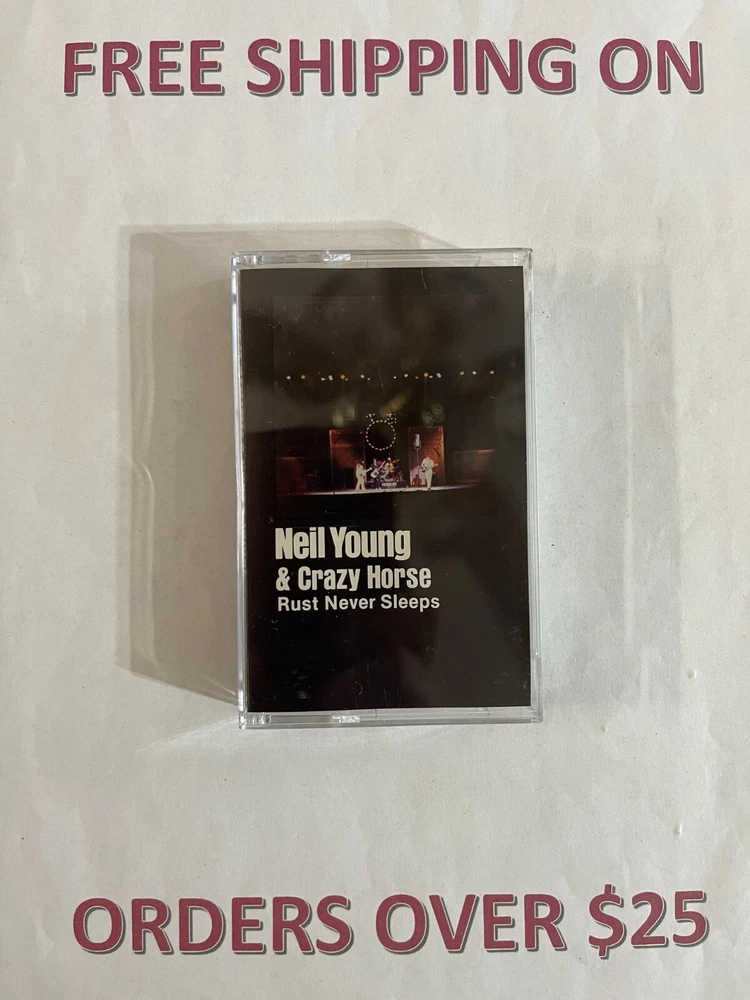 FREE SHIPPING ON
Neil Young
& Crazy Horse
Rust Never Sleeps
ORDERS OVER $25